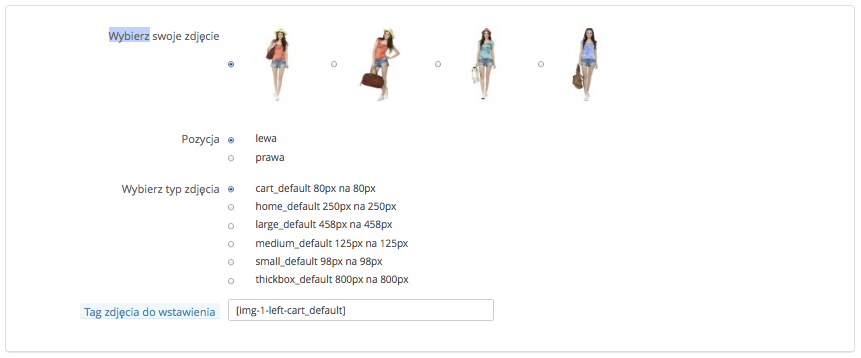 Wybierz swoje zdjęcie
Pozycja
lewa
prawa
Wybierz typ zdjęcia
cart_default 80px na 80px
home_default 250px na 250px
large_default 458px na 458px
medium_default 125px na 125px
small_default 98px na 98px
thickbox_default 800px na 800px
Tag zdjęcia do wstawienia
[img-1-left-cart_default]